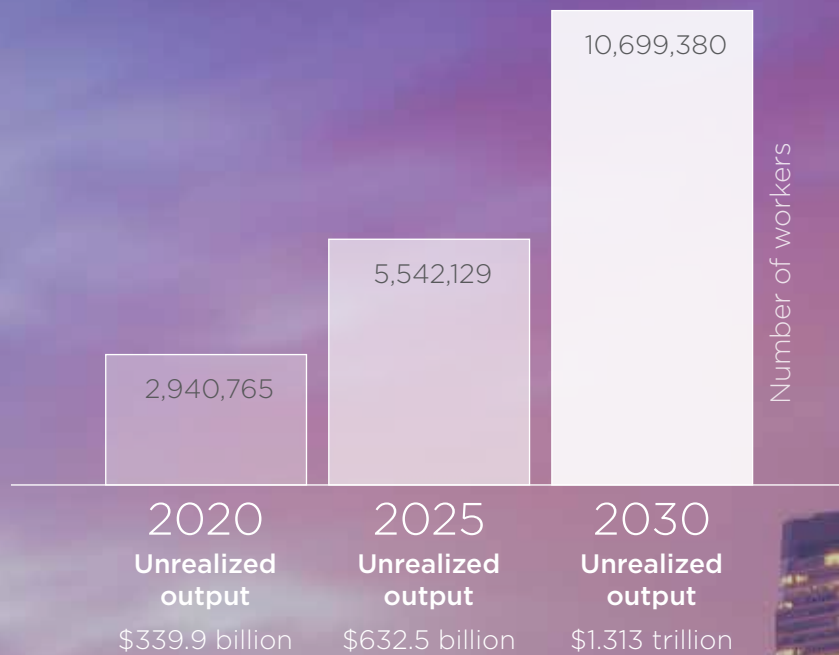 10,699,380
5,542,129
2,940,765
Number of workers
2020
Unrealized
output
$339.9 billion
2025
Unrealized
output
$632.5 billion
2030
Unrealized
output
$1.313 trillion